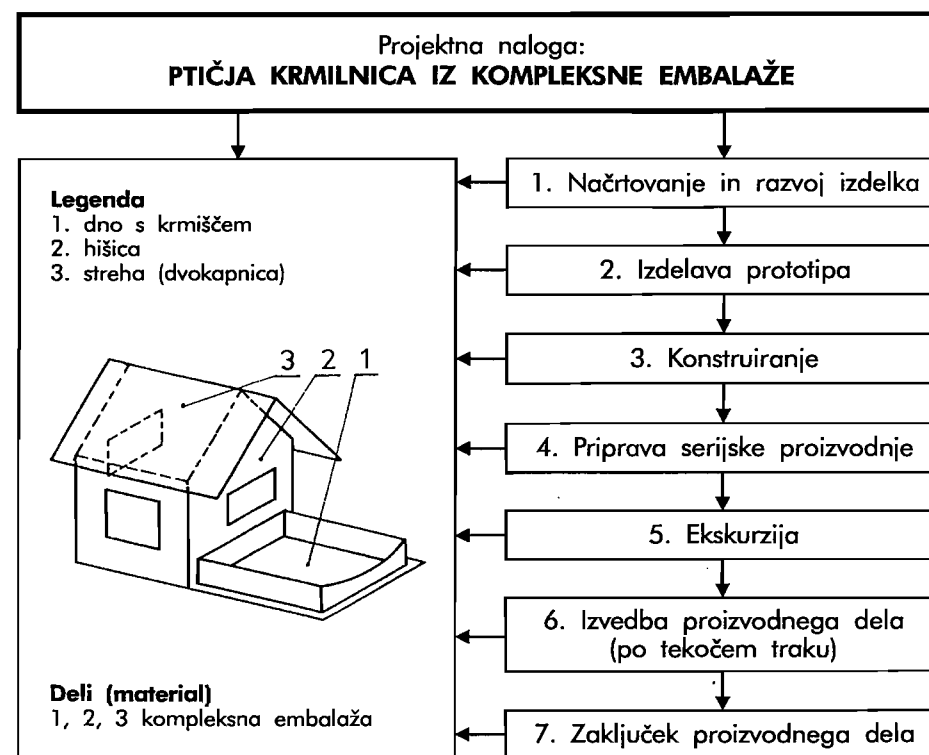 Projektna naloga:
PTIČJA KRMILNICA IZ KOMPLEKSNE EMBALAŽE
Legenda
1. dno s krmiščem
2. hišica
3. streha (dvokapnica)
3 2 1
Deli (material)
1, 2, 3 kompleksna embalaža
1. Načrtovanje in razvoj izdelka
2. Izdelava prototipa
3. Konstruiranje
4. Priprava serijske proizvodnje
5. Ekskurzija
6. Izvedba proizvodnega dela
(po tekočem traku)
7. Zaključek proizvodnega dela